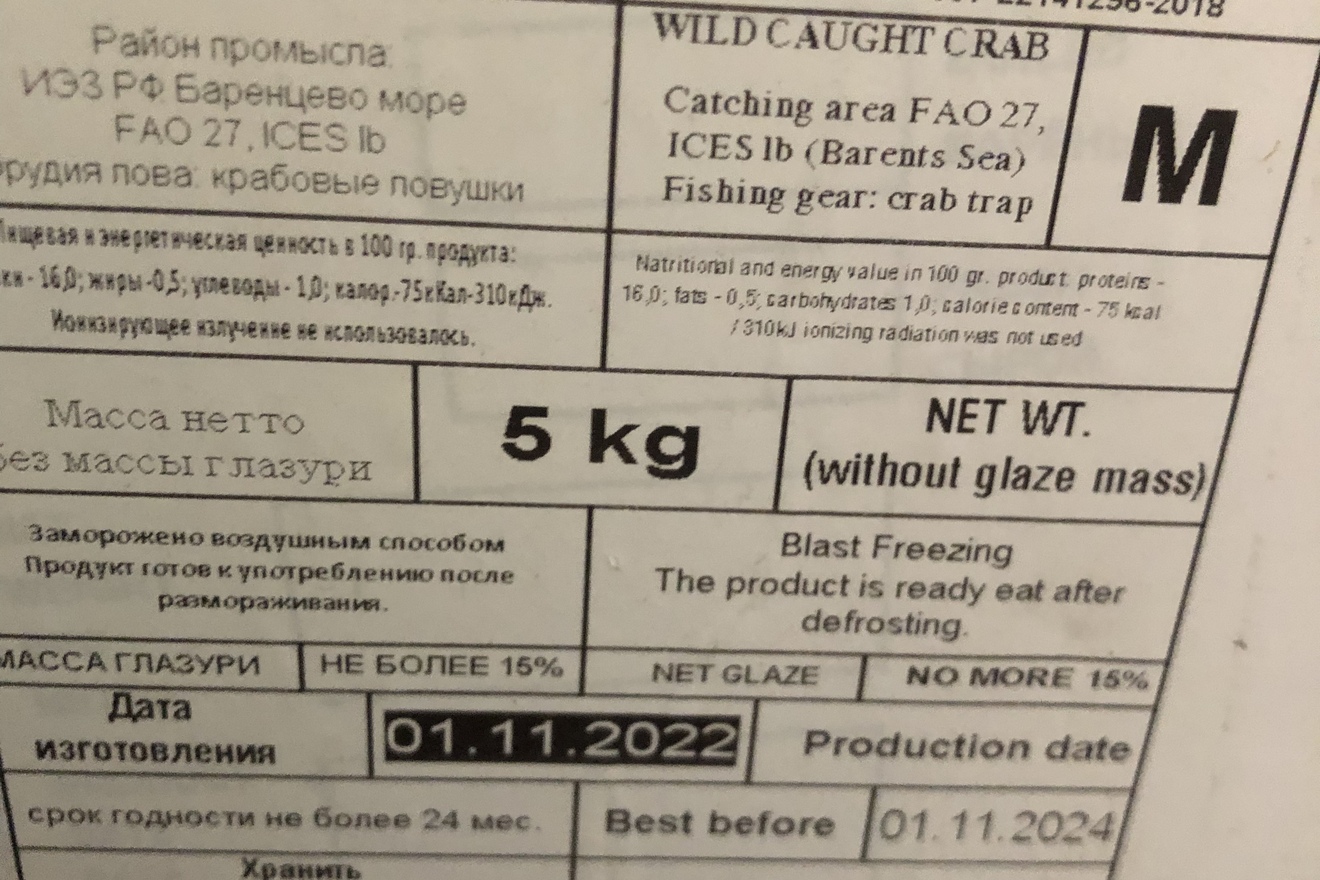 22141296-2018
Район промысла:
ИЭЗ РФ Баренцево море
FAO 27, ICES Ib
рудия лова: крабовые ловушки
WILD CAUGHT CRAB
Catching area FAO 27,
ICES Ib (Barents Sea)
Fishing gear: crab trap
M
Пищевая и энергетическая ценность в 100 гр. продукта:
ки - 16,0; жиры -0,5; углеводы - 1,0; калор.-75кКал-310кДж.
Ионизирующее излучение не использовалось.
Natritional and energy value in 100 gr. product: proteins -
16,0; fats - 0,5; carbohydrates 1,0; calorie content - 75 kcal
/ 310kJ ionizing radiation was not used
Масса нетто
без массы глазури
5 kg
NET WT.
(without glaze mass)
Заморожено воздушным способом
Продукт готов к употреблению после
размораживания.
Blast Freezing
The product is ready eat after
defrosting.
МАССА ГЛАЗУРИ
НЕ БОЛЕЕ 15%
NET GLAZE
NO MORE 15%
Дата
изготовления
01.11.2022
Production date
срок годности не более 24 мес.
Best before
01.11.2024
Хранить